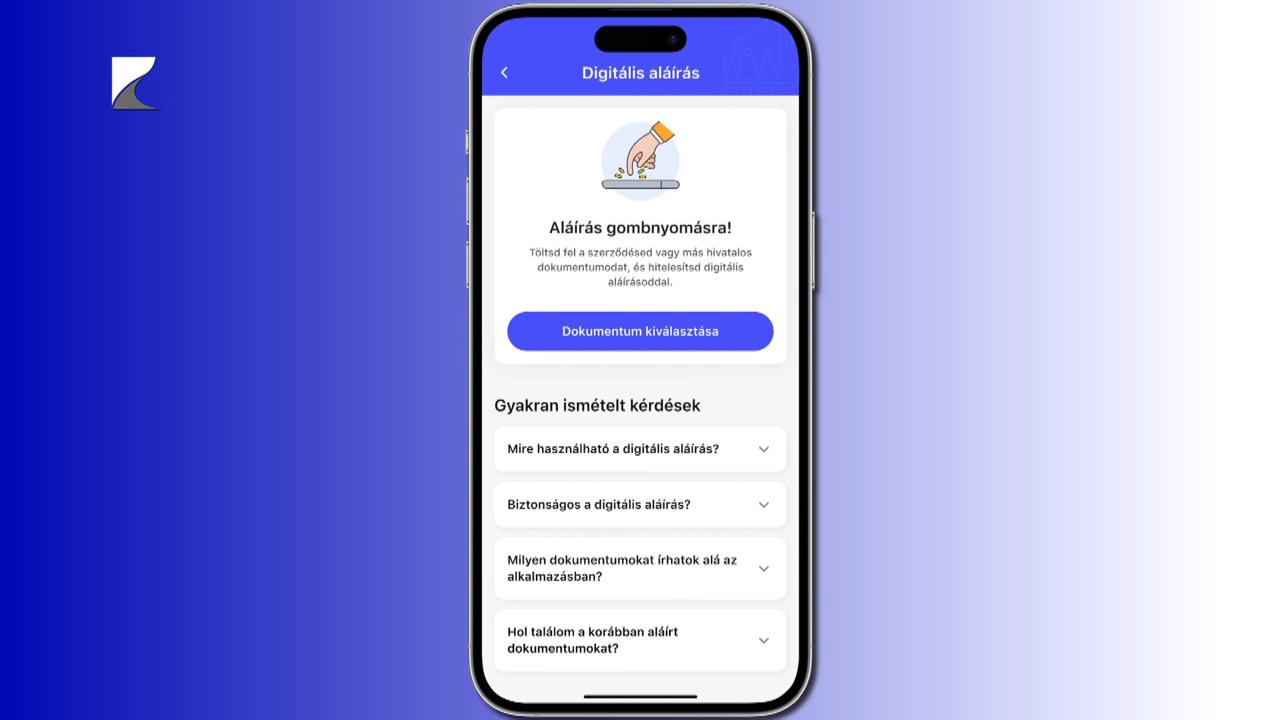 Digitális aláírás
Aláírás gombnyomásra!
Töltsd fel a szerződésed vagy más hivatalos
dokumentumodat, és hitelesítsd digitális
aláírásoddal.
Dokumentum kiválasztása
Gyakran ismételt kérdések
Mire használható a digitális aláírás?
Biztonságos a digitális aláírás?
Milyen dokumentumokat írhatok alá az
alkalmazásban?
Hol találom a korábban aláírt
dokumentumokat?